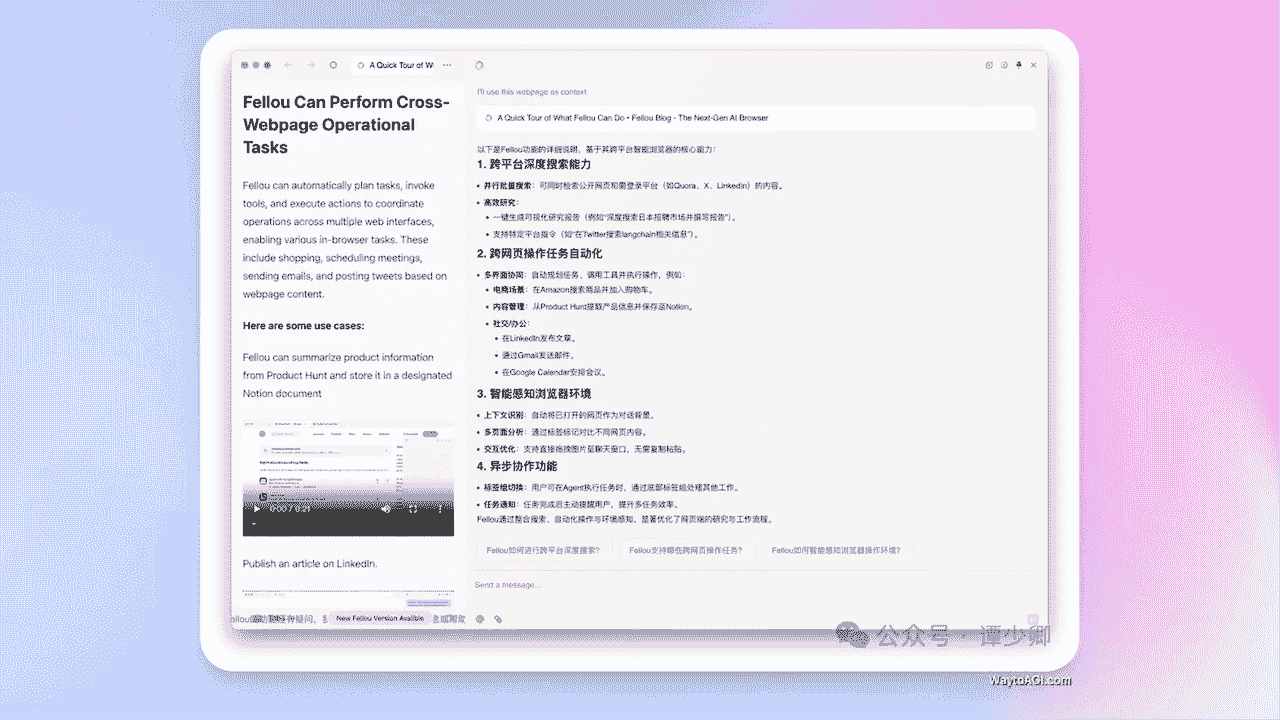 A Quick Tour of W
Fellou Can Perform Cross-
Webpage Operational
Tasks
Fellou can automatically plan tasks, invoke
tools, and execute actions to coordinate
operations across multiple web interfaces,
enabling various in-browser tasks. These
include shopping, scheduling meetings,
sending emails, and posting tweets based on
webpage content.
Here are some use cases:
Fellou can summarize product information
from Product Hunt and store it in a designated
Notion document
Publish an article on LinkedIn.
New Fellou Version Available
I'll use this webpage as context
A Quick Tour of What Fellou Can Do • Fellou Blog - The Next-Gen AI Browser
以下是Fellou功能的详细说明，基于其跨平台智能浏览器的核心能力：
1. 跨平台深度搜索能力
• 并行批量搜索：可同时检索公开网页和需登录平台（如Quora、X、LinkedIn）的内容。
• 高效研究：
• 一键生成可视化研究报告（例如“深度搜索日本招聘市场并撰写报告”）。
• 支持特定平台指令（如“在Twitter搜索langchain相关信息”）。
2. 跨网页操作任务自动化
• 多界面协同：自动规划任务、调用工具并执行操作，例如：
• 电商场景：在Amazon搜索商品并加入购物车。
• 内容管理：从Product Hunt提取产品信息并保存至Notion。
• 社交/办公：
• 在LinkedIn发布文章。
• 通过Gmail发送邮件。
• 在Google Calendar安排会议。
3. 智能感知浏览器环境
• 上下文识别：自动将已打开的网页作为对话背景。
• 多页面分析：通过标签标记对比不同网页内容。
• 交互优化：支持直接拖拽图片至聊天窗口，无需复制粘贴。
4. 异步协作功能
• 标签组切换：用户可在Agent执行任务时，通过底部标签组处理其他工作。
• 任务通知：任务完成后主动提醒用户，提升多任务效率。
Fellou通过整合搜索、自动化操作与环境感知，显著优化了网页端的研究与工作流程。
Fellou如何进行跨平台深度搜索?
Fellou支持哪些跨网页操作任务?
Fellou如何智能感知浏览器操作环境?
Send a message...
公众号 · 谭少卿
WaytoAGI.com